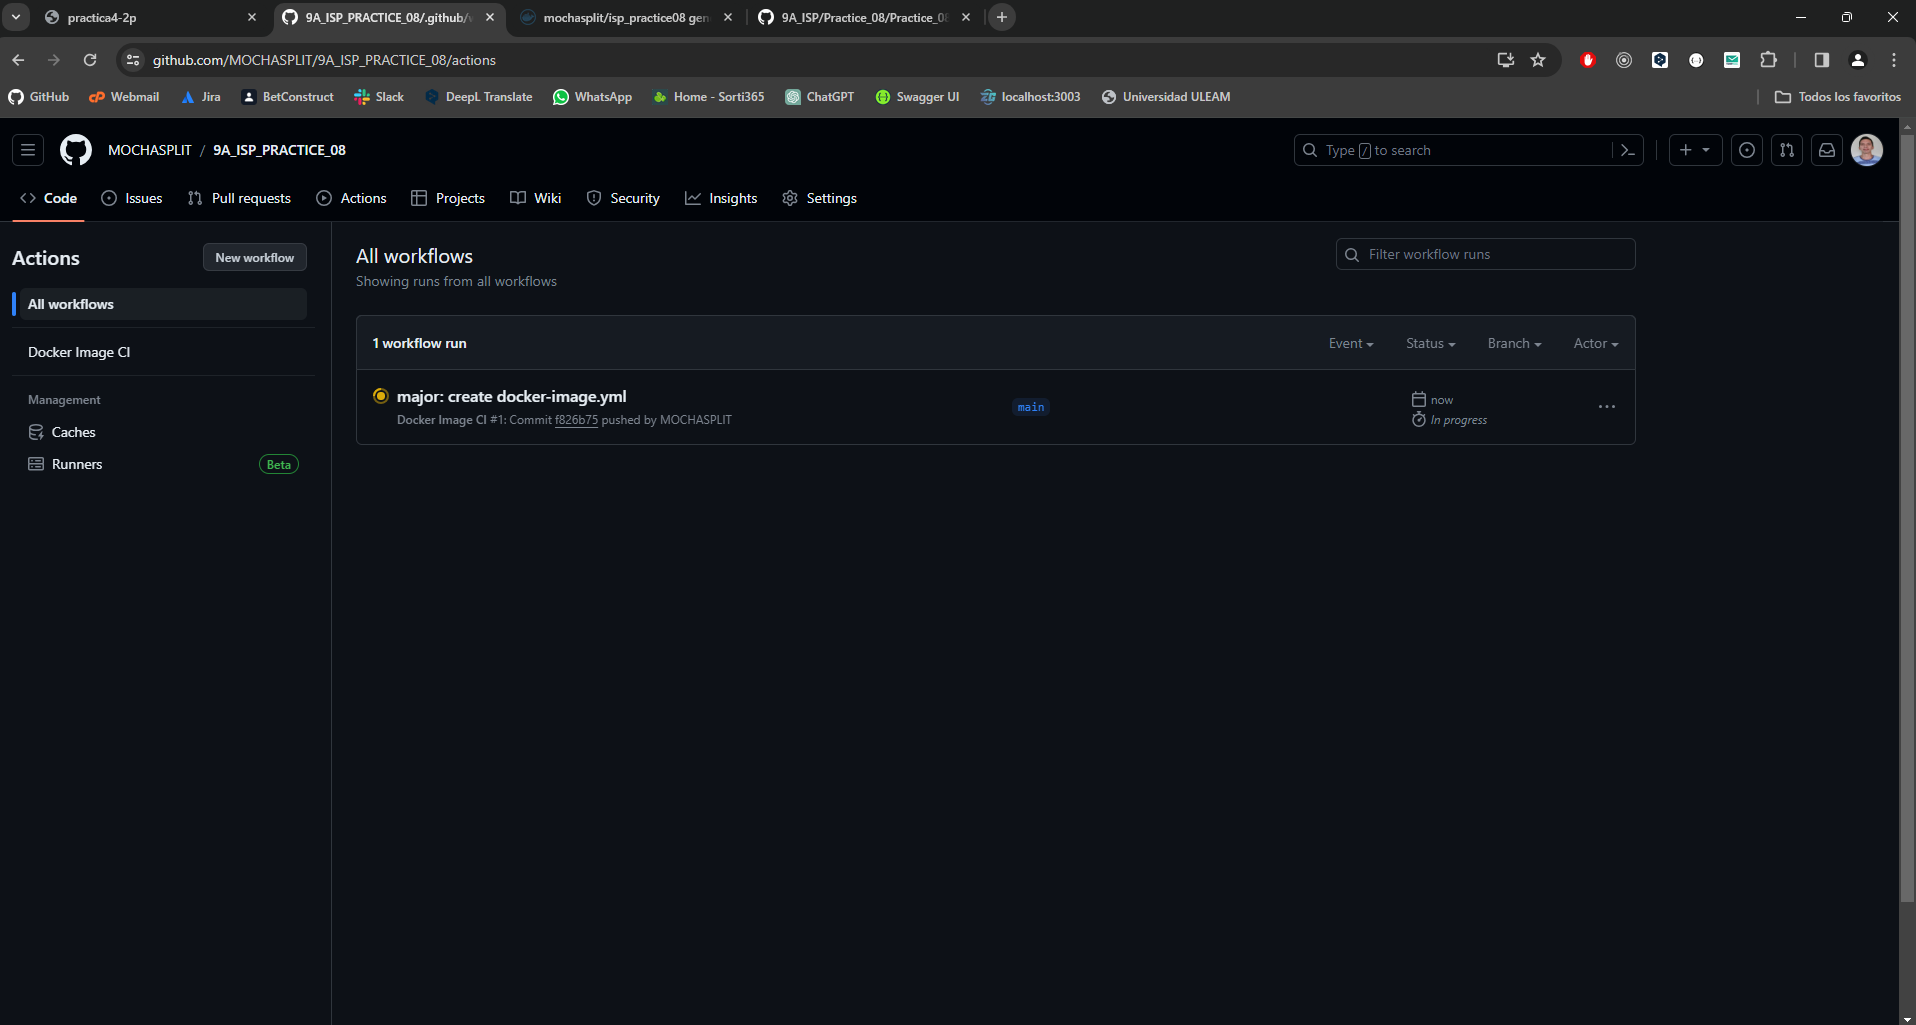 practica4-2p
9A_ISP_PRACTICE_08/.github/
mochasplit/isp_practice08 gen
9A_ISP/Practice_08/Practice_08
github.com/MOCHASPLIT/9A_ISP_PRACTICE_08/actions
GitHub Webmail Jira BetConstruct Slack DeepL Translate WhatsApp Home - Sorti365 ChatGPT Swagger UI localhost:3003 Universidad ULEAM Todos los favoritos
MOCHASPLIT / 9A_ISP_PRACTICE_08
Type / to search
Code Issues Pull requests Actions Projects Wiki Security Insights Settings
Actions
New workflow
All workflows
Docker Image CI
Management
Caches
Runners
Beta
All workflows
Showing runs from all workflows
Filter workflow runs
1 workflow run
Event Status Branch Actor
major: create docker-image.yml
Docker Image CI #1: Commit f826b75 pushed by MOCHASPLIT
main
now
In progress